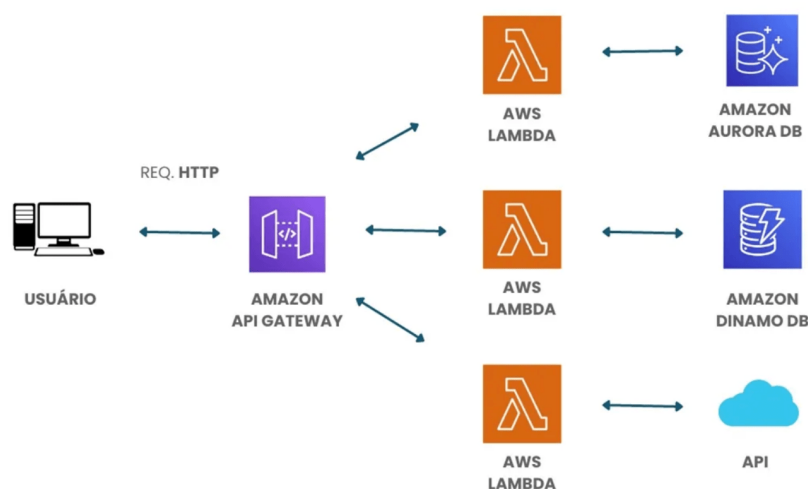 AWS
LAMBDA
AMAZON
AURORA DB
REQ. HTTP
</>
USUÁRIO
AMAZON
API GATEWAY
AWS
LAMBDA
AMAZON
DINAMO DB
AWS
LAMBDA
API